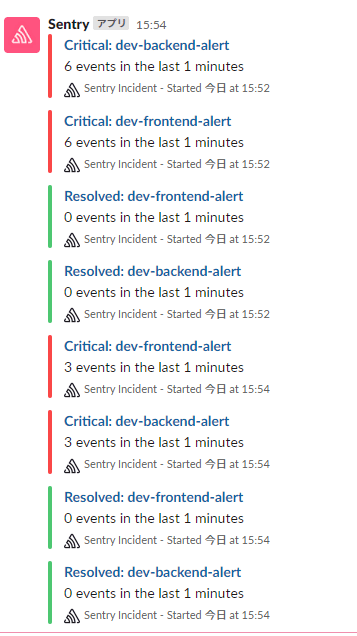 Sentry アプリ 15:54
Critical: dev-backend-alert
6 events in the last 1 minutes
Sentry Incident - Started 今日 at 15:52
Critical: dev-frontend-alert
6 events in the last 1 minutes
Sentry Incident - Started 今日 at 15:52
Resolved: dev-frontend-alert
0 events in the last 1 minutes
Sentry Incident - Started 今日 at 15:52
Resolved: dev-backend-alert
0 events in the last 1 minutes
Sentry Incident - Started 今日 at 15:52
Critical: dev-frontend-alert
3 events in the last 1 minutes
Sentry Incident - Started 今日 at 15:54
Critical: dev-backend-alert
3 events in the last 1 minutes
Sentry Incident - Started 今日 at 15:54
Resolved: dev-frontend-alert
0 events in the last 1 minutes
Sentry Incident - Started 今日 at 15:54
Resolved: dev-backend-alert
0 events in the last 1 minutes
Sentry Incident - Started 今日 at 15:54